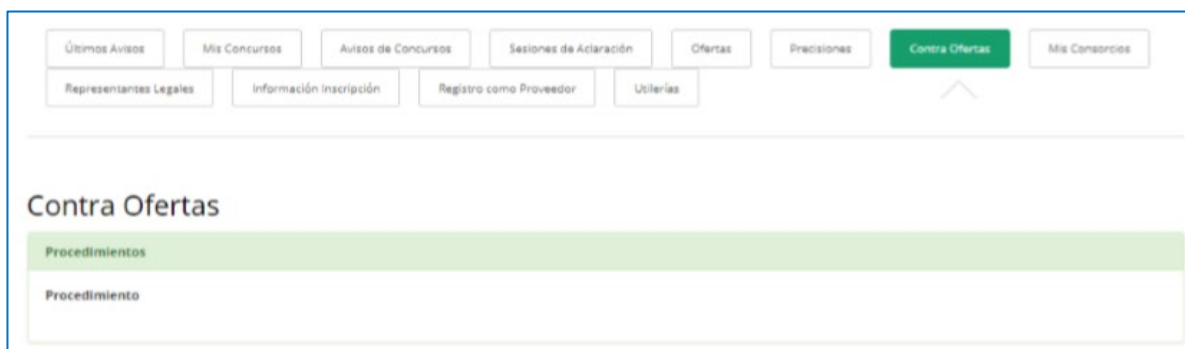 Últimos Avisos Mis Concursos Avisos de Concursos Sesiones de Aclaración Ofertas Precisiones Contra Ofertas Mis Consorcios
Representantes Legales Información Inscripción Registro como Proveedor Utilerías
Contra Ofertas
Procedimientos
Procedimiento